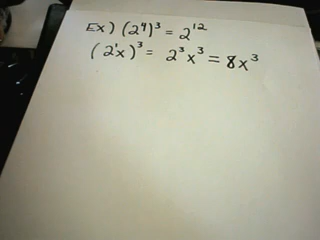 Ex) (2⁴)³ = 2¹²
(2¹x)³ = 2³x³ = 8x³